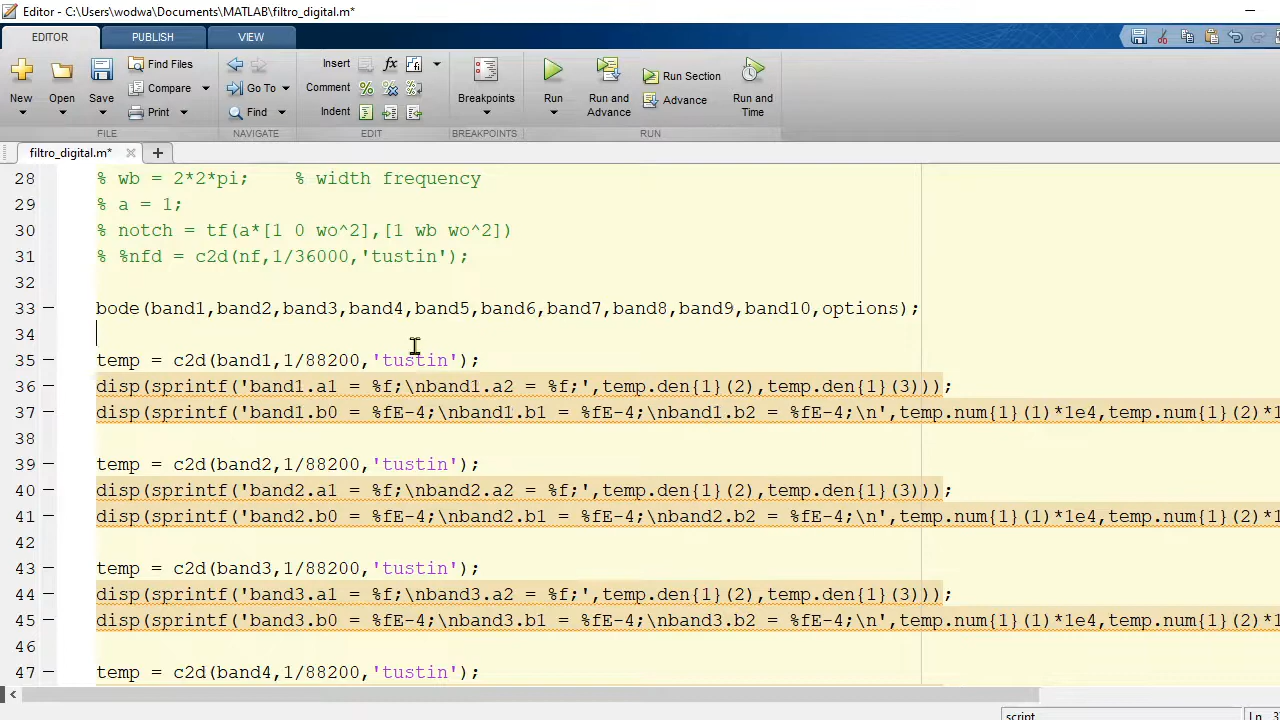 Editor - C:\Users\wodwa\Documents\MATLAB\filtro_digital.m*
EDITOR PUBLISH VIEW
New Open Save Find Files Compare Print
FILE
Go To Find
NAVIGATE
Insert fx
Comment
Indent
EDIT
Breakpoints
BREAKPOINTS
Run Run and Advance Run Section Advance Run and Time
RUN
filtro_digital.m*
28 % wb = 2*2*pi; % width frequency
29 % a = 1;
30 % notch = tf(a*[1 0 wo^2],[1 wb wo^2])
31 % %nfd = c2d(nf,1/36000,'tustin');
32
33 bode(band1,band2,band3,band4,band5,band6,band7,band8,band9,band10,options);
34
35 temp = c2d(band1,1/88200,'tustin');
36 disp(sprintf('band1.a1 = %f;\nband1.a2 = %f;',temp.den{1}(2),temp.den{1}(3)));
37 disp(sprintf('band1.b0 = %fE-4;\nband1.b1 = %fE-4;\nband1.b2 = %fE-4;\n',temp.num{1}(1)*1e4,temp.num{1}(2)*1
38
39 temp = c2d(band2,1/88200,'tustin');
40 disp(sprintf('band2.a1 = %f;\nband2.a2 = %f;',temp.den{1}(2),temp.den{1}(3)));
41 disp(sprintf('band2.b0 = %fE-4;\nband2.b1 = %fE-4;\nband2.b2 = %fE-4;\n',temp.num{1}(1)*1e4,temp.num{1}(2)*1
42
43 temp = c2d(band3,1/88200,'tustin');
44 disp(sprintf('band3.a1 = %f;\nband3.a2 = %f;',temp.den{1}(2),temp.den{1}(3)));
45 disp(sprintf('band3.b0 = %fE-4;\nband3.b1 = %fE-4;\nband3.b2 = %fE-4;\n',temp.num{1}(1)*1e4,temp.num{1}(2)*1
46
47 temp = c2d(band4,1/88200,'tustin');
script Ln